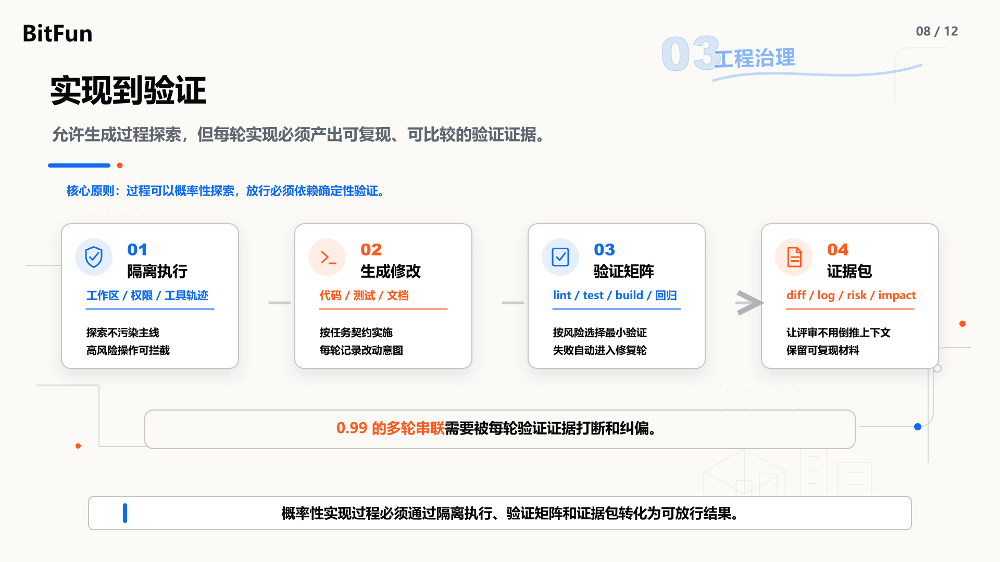 BitFun
08 / 12
03 工程治理
实现到验证
允许生成过程探索，但每轮实现必须产出可复现、可比较的验证证据。
核心原则：过程可以概率性探索，放行必须依赖确定性验证。
01
隔离执行
工作区 / 权限 / 工具轨迹
探索不污染主线
高风险操作可拦截
02
生成修改
代码 / 测试 / 文档
按任务契约实施
每轮记录改动意图
03
验证矩阵
lint / test / build / 回归
按风险选择最小验证
失败自动进入修复轮
04
证据包
diff / log / risk / impact
让评审不用倒推上下文
保留可复现材料
0.99 的多轮串联需要被每轮验证证据打断和纠偏。
概率性实现过程必须通过隔离执行、验证矩阵和证据包转化为可放行结果。